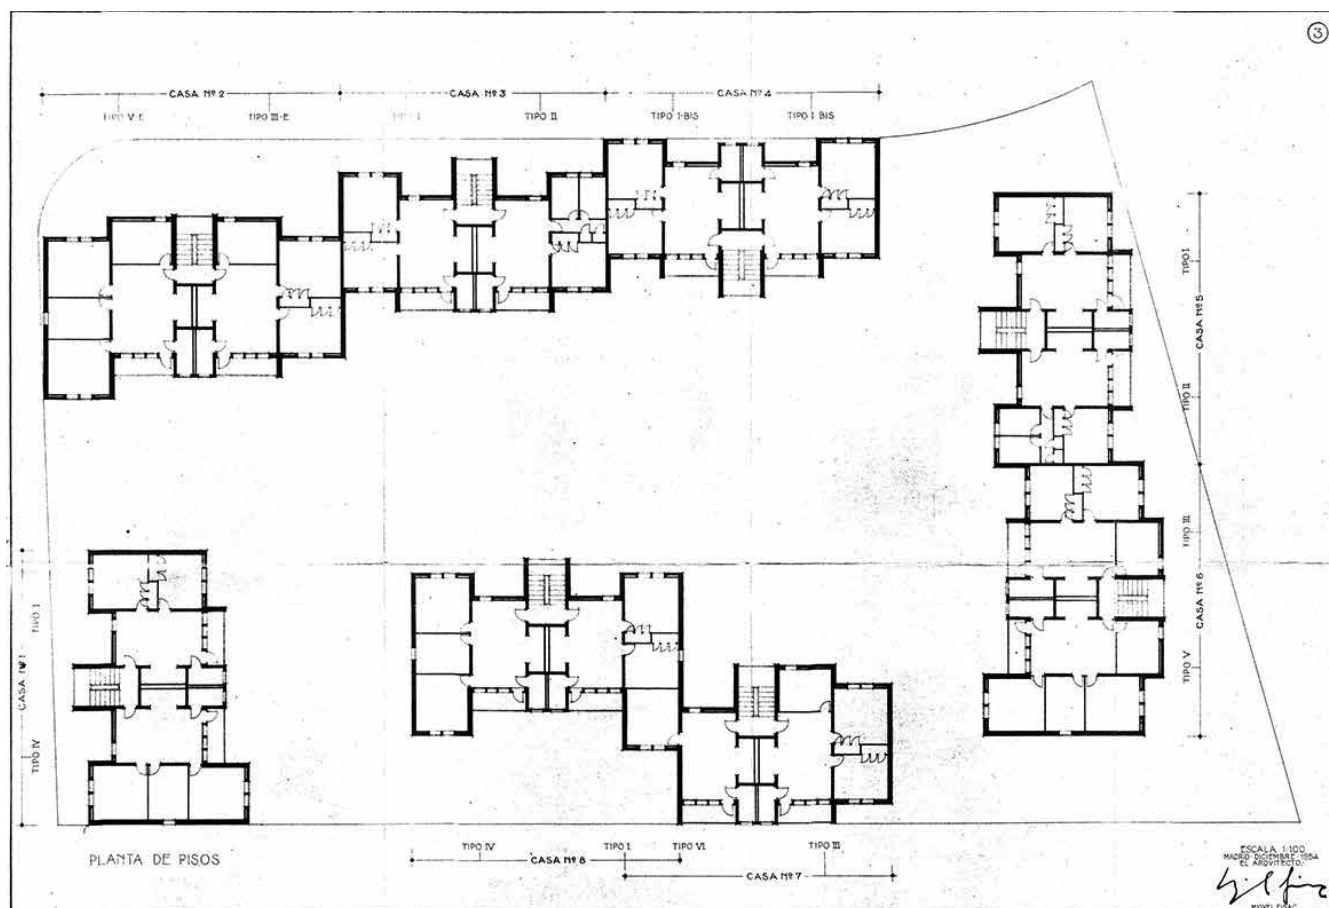 3
CASA Nº 2
CASA Nº 3
CASA Nº 4
TIPO V-E
TIPO III-E
TIPO II
TIPO I-BIS
TIPO I BIS
TIPO I
CASA Nº 5
TIPO II
TIPO III
CASA Nº 6
TIPO V
TIPO I
CASA Nº 1
TIPO IV
PLANTA DE PISOS
TIPO IV
CASA Nº 8
TIPO I
TIPO VI
TIPO III
CASA Nº 7
ESCALA 1:100
MADRID DICIEMBRE 1954
EL ARQVITECTO:
MIGVEL FISAC